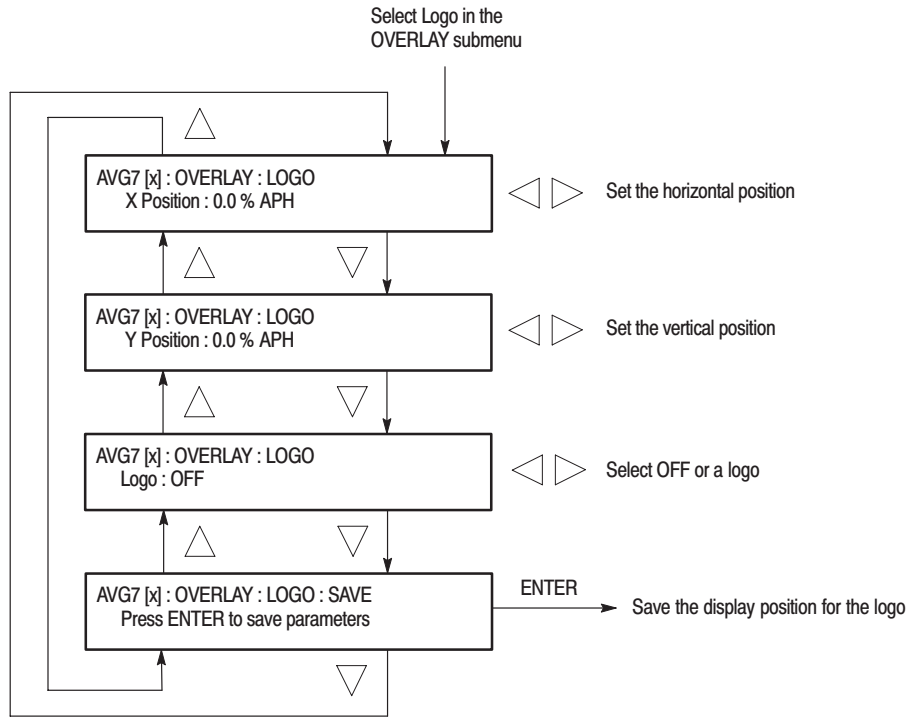 Select Logo in the
OVERLAY submenu
AVG7 [x] : OVERLAY : LOGO
X Position : 0.0 % APH
Set the horizontal position
AVG7 [x] : OVERLAY : LOGO
Y Position : 0.0 % APH
Set the vertical position
AVG7 [x] : OVERLAY : LOGO
Logo : OFF
Select OFF or a logo
AVG7 [x] : OVERLAY : LOGO : SAVE
Press ENTER to save parameters
ENTER
Save the display position for the logo